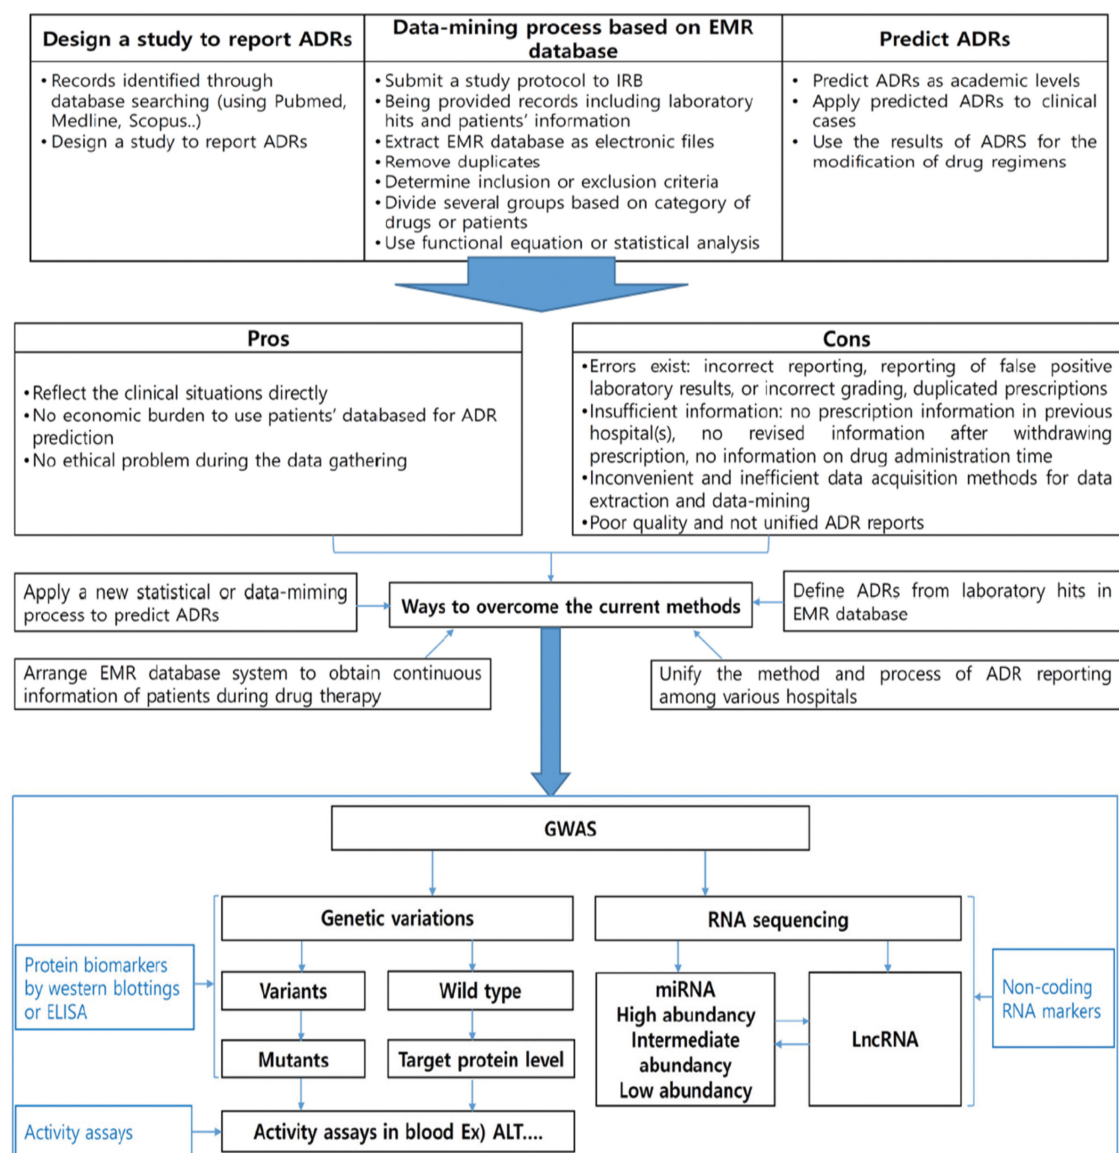 Design a study to report ADRs
• Records identified through
database searching (using Pubmed,
Medline, Scopus..)
• Design a study to report ADRs
Data-mining process based on EMR
database
• Submit a study protocol to IRB
• Being provided records including laboratory
hits and patients' information
• Extract EMR database as electronic files
• Remove duplicates
• Determine inclusion or exclusion criteria
• Divide several groups based on category of
drugs or patients
• Use functional equation or statistical analysis
Predict ADRs
• Predict ADRs as academic levels
• Apply predicted ADRs to clinical
cases
• Use the results of ADRS for the
modification of drug regimens
Pros
• Reflect the clinical situations directly
• No economic burden to use patients' databased for ADR
prediction
• No ethical problem during the data gathering
Cons
• Errors exist: incorrect reporting, reporting of false positive
laboratory results, or incorrect grading, duplicated prescriptions
• Insufficient information: no prescription information in previous
hospital(s), no revised information after withdrawing
prescription, no information on drug administration time
• Inconvenient and inefficient data acquisition methods for data
extraction and data-mining
• Poor quality and not unified ADR reports
Apply a new statistical or data-miming
process to predict ADRs
Ways to overcome the current methods
Define ADRs from laboratory hits in
EMR database
Arrange EMR database system to obtain continuous
information of patients during drug therapy
Unify the method and process of ADR reporting
among various hospitals
GWAS
Genetic variations
RNA sequencing
Protein biomarkers
by western blottings
or ELISA
Variants
Wild type
Mutants
Target protein level
miRNA
High abundancy
Intermediate
abundancy
Low abundancy
LncRNA
Non-coding
RNA markers
Activity assays
Activity assays in blood Ex) ALT....